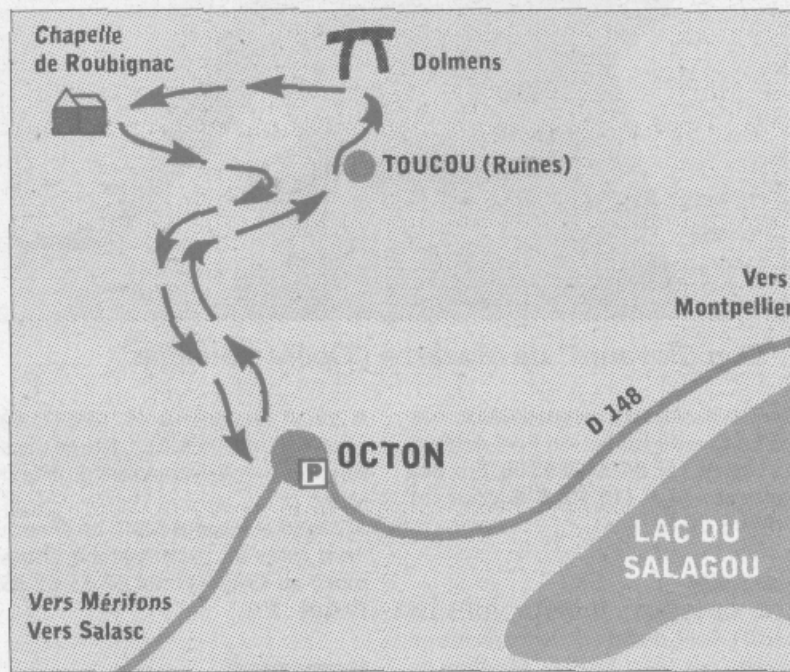 Chapelle
de Roubignac
Dolmens
TOUCOU (Ruines)
Vers
Montpellier
D 148
OCTON
P
LAC DU
SALAGOU
Vers Mérifons
Vers Salasc